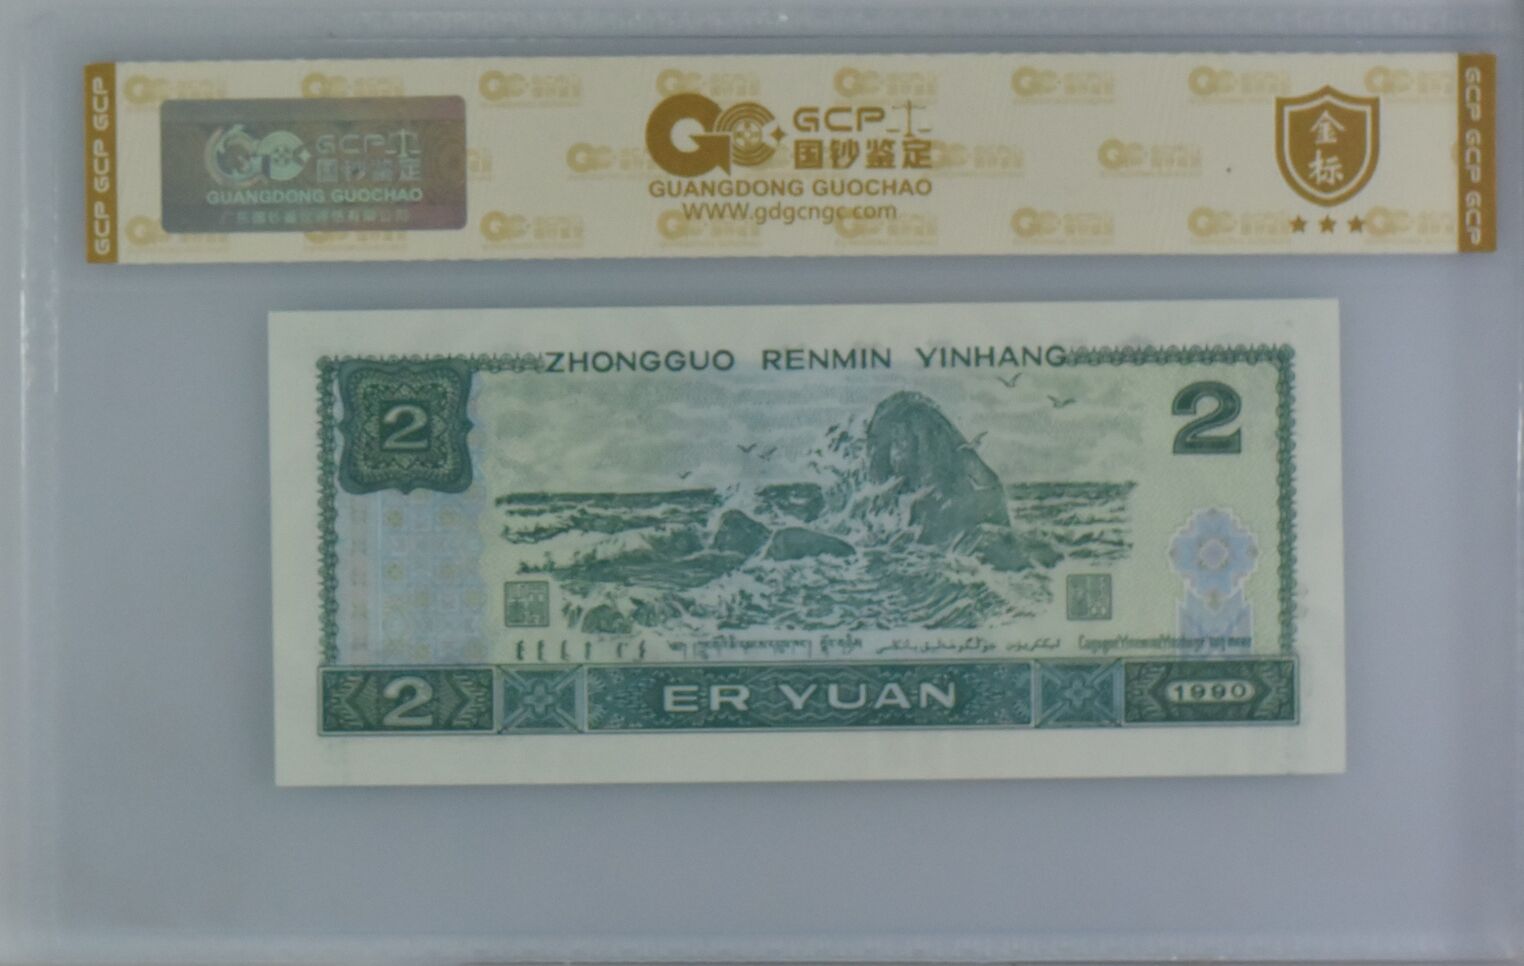 GCP GCP GCP
GCP
国钞鉴定
GUANGDONG GUOCHAO
GCP
国钞鉴定
GUANGDONG GUOCHAO
WWW.gdgcngc.com
金
标
GCP GCP GCP
ZHONGGUO RENMIN YINHANG
2
2
2
ER YUAN
1990